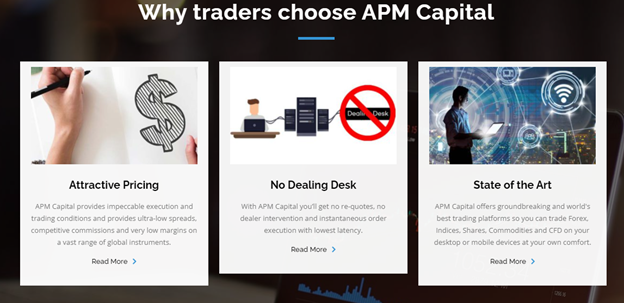 Why traders choose APM Capital
$
Dealing Desk
Attractive Pricing
APM Capital provides impeccable execution and
trading conditions and provides ultra-low spreads,
competitive commissions and very low margins on
a vast range of global instruments.
Read More
No Dealing Desk
With APM Capital you'll get no re-quotes, no
dealer intervention and instantaneous order
execution with lowest latency.
Read More
State of the Art
APM Capital offers groundbreaking and world's
best trading platforms so you can trade Forex,
Indices, Shares, Commodities and CFD on your
desktop or mobile devices at your own comfort.
Read More